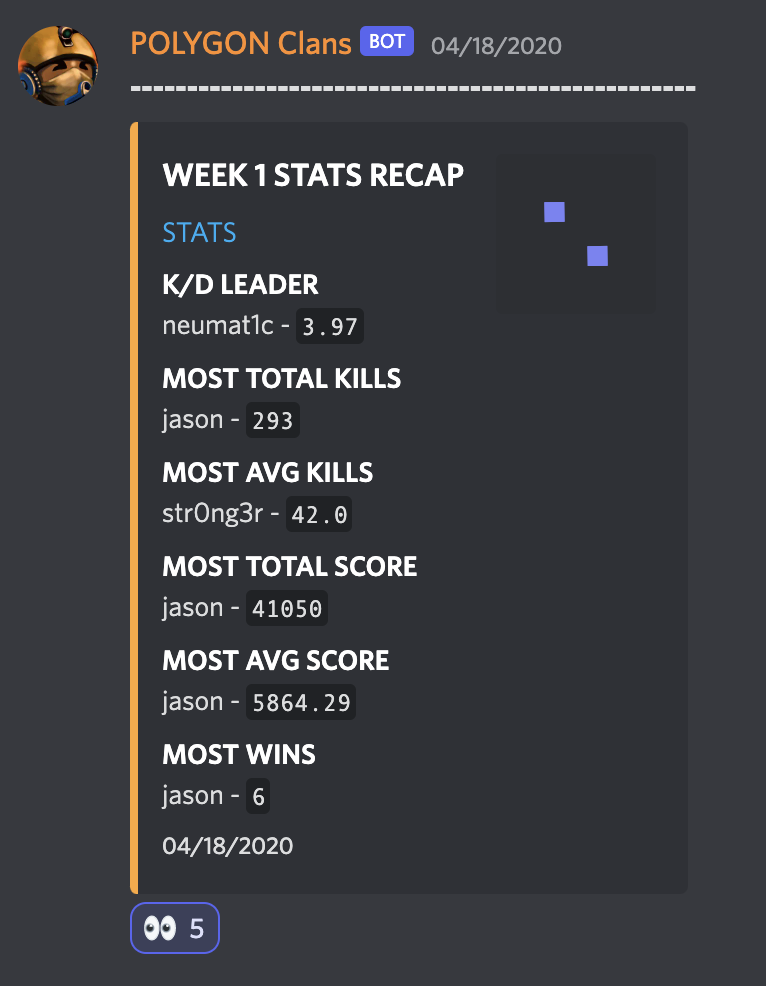 POLYGON Clans BOT 04/18/2020
--------------------------------------------------
WEEK 1 STATS RECAP
STATS
K/D LEADER
neumat1c - 3.97
MOST TOTAL KILLS
jason - 293
MOST AVG KILLS
str0ng3r - 42.0
MOST TOTAL SCORE
jason - 41050
MOST AVG SCORE
jason - 5864.29
MOST WINS
jason - 6
04/18/2020
👀 5